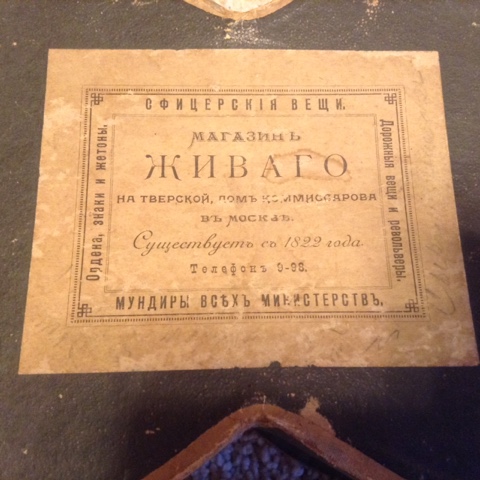 ОФИЦЕРСКІЯ ВЕЩИ.
Ордена, знаки и жетоны,
МАГАЗИНЪ
ЖИВАГО
НА ТВЕРСКОЙ, ДОМЪ КОММИССАРОВА
ВЪ МОСКВѢ.
Существуетъ съ 1822 года.
Телефонъ 9-98.
Дорожныя вещи и револьверы,
МУНДИРЫ ВСѢХЪ МИНИСТЕРСТВЪ,